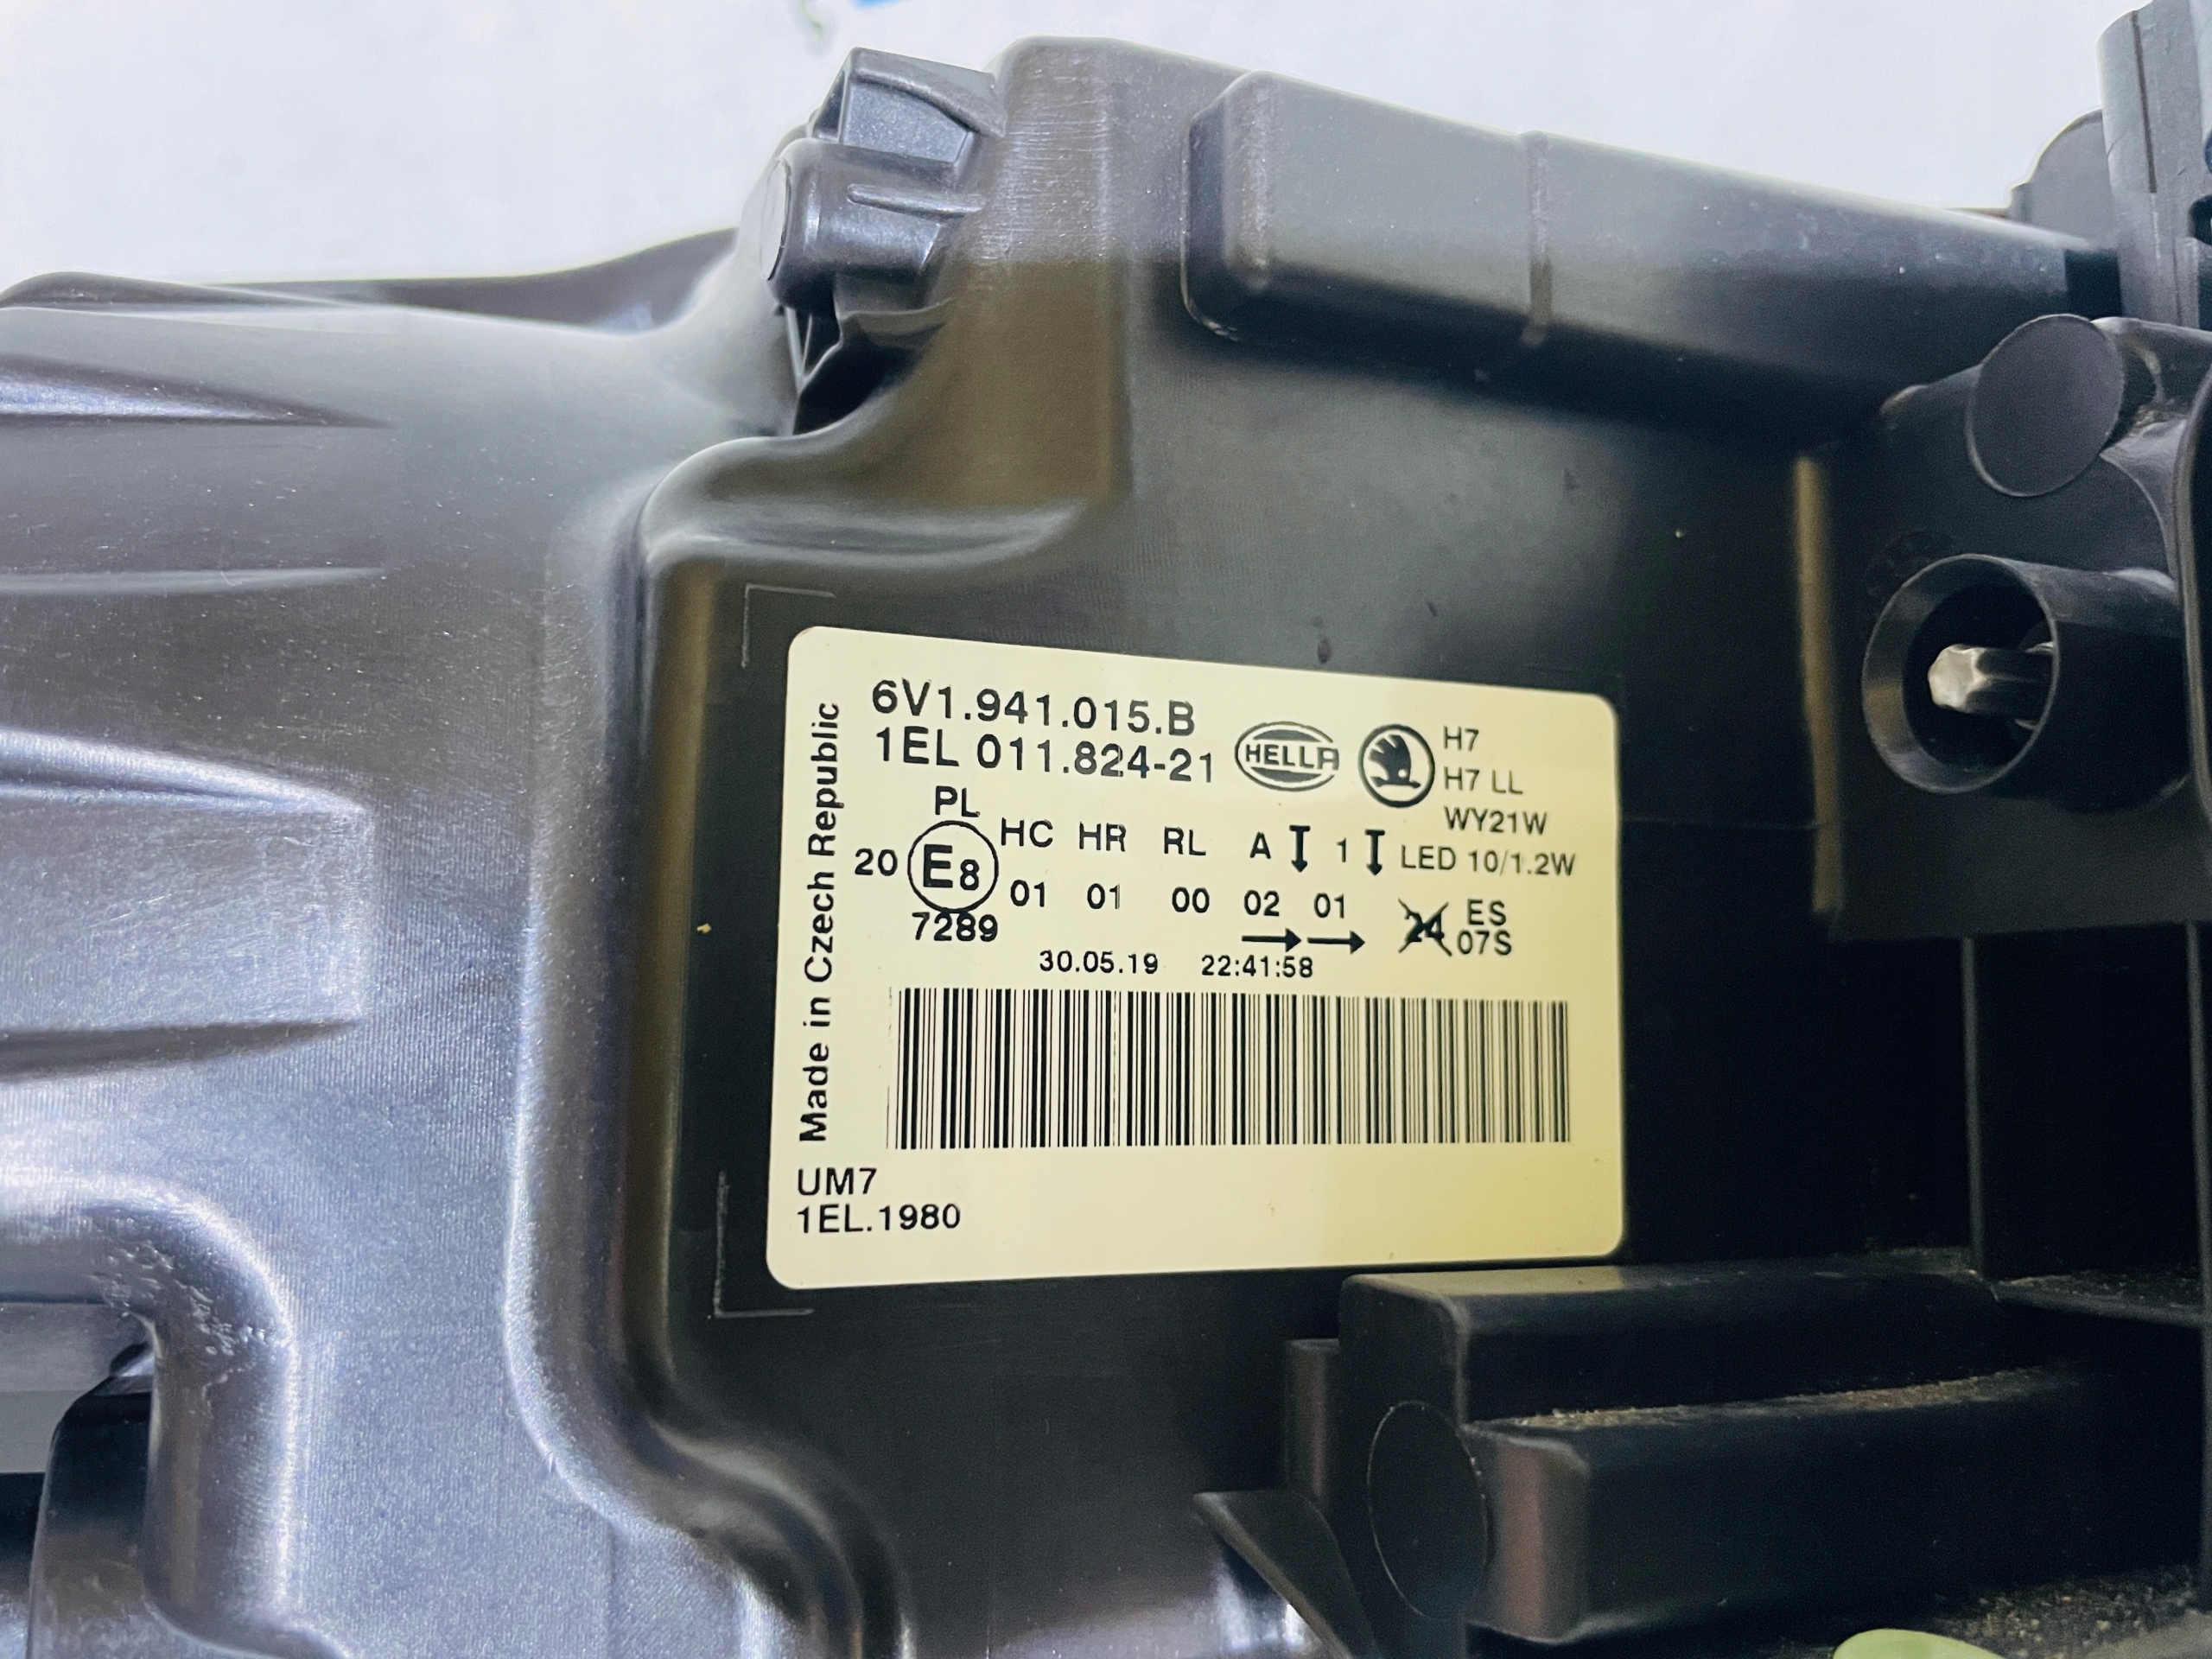 6V1.941.015.B
1EL 011.824-21
HELLA
H7
H7 LL
WY21W
LED 10/1.2W
PL
20 E8 HC HR RL A 1
01 01 00 02 01
7289
24 ES
07S
30.05.19 22:41:58
Made in Czech Republic
UM7
1EL.1980